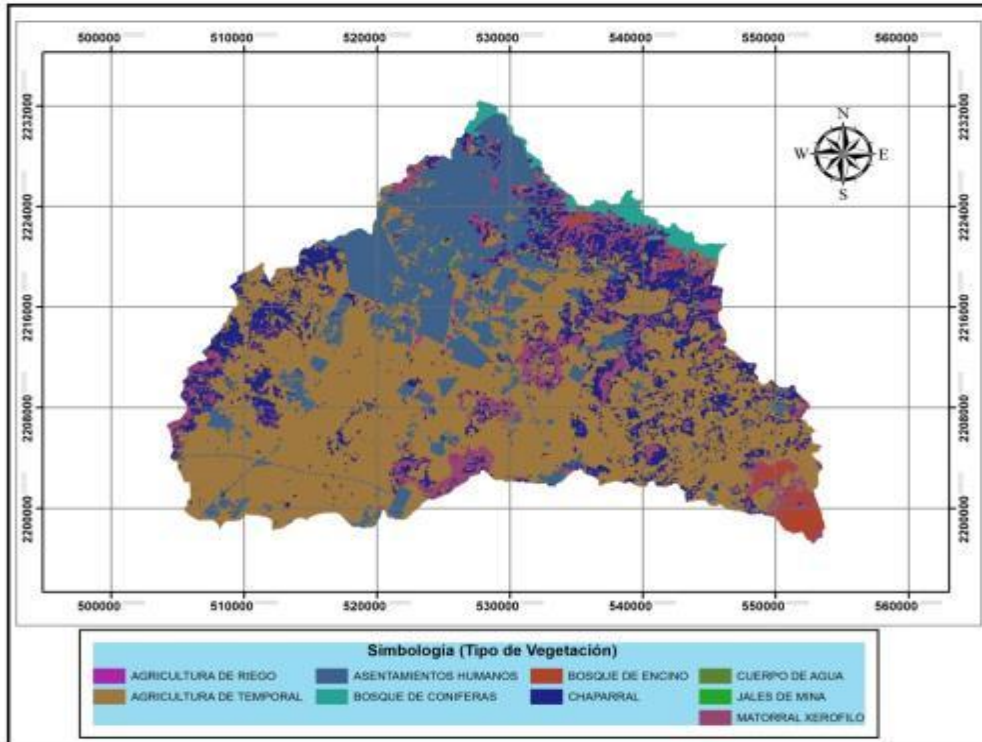 500000 510000 520000 530000 540000 550000 560000
2232000 2232000
N
W E
S
2224000 2224000
2216000 2216000
2208000 2208000
2200000 2200000
500000 510000 520000 530000 540000 550000 560000
Simbología (Tipo de Vegetación)
AGRICULTURA DE RIEGO ASENTAMIENTOS HUMANOS BOSQUE DE ENCINO CUERPO DE AGUA
AGRICULTURA DE TEMPORAL BOSQUE DE CONIFERAS CHAPARRAL JALES DE MINA
MATORRAL XEROFILO